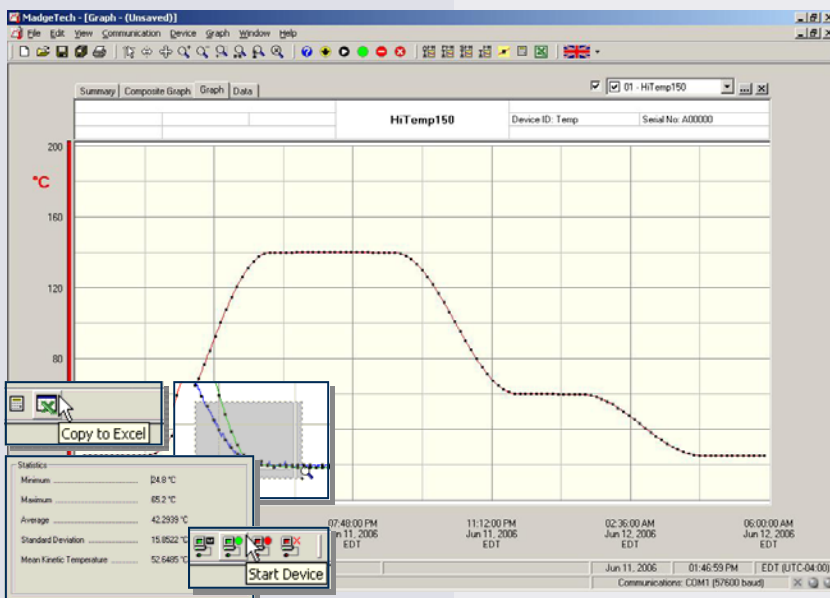 MadgeTech - [Graph - (Unsaved)]
File Edit View Communication Device Graph Window Help
Summary Composite Graph Graph Data
01 - HiTemp150
HiTemp150 Device ID: Temp Serial No: A00000
200
°C
160
120
80
Copy to Excel
Statistics
Minimum 24.8 °C
Maximum 65.2 °C
Average 42.2939 °C
Standard Deviation 15.8522 °C
Mean Kinetic Temperature 52.6485 °C
Start Device
07:48:00 PM 11:12:00 PM 02:36:00 AM 06:00:00 AM
n 11, 2006 Jun 11, 2006 Jun 12, 2006 Jun 12, 2006
EDT EDT EDT EDT
Jun 11, 2006 01:46:59 PM EDT (UTC-04:00)
Communications: COM1 (57600 baud)